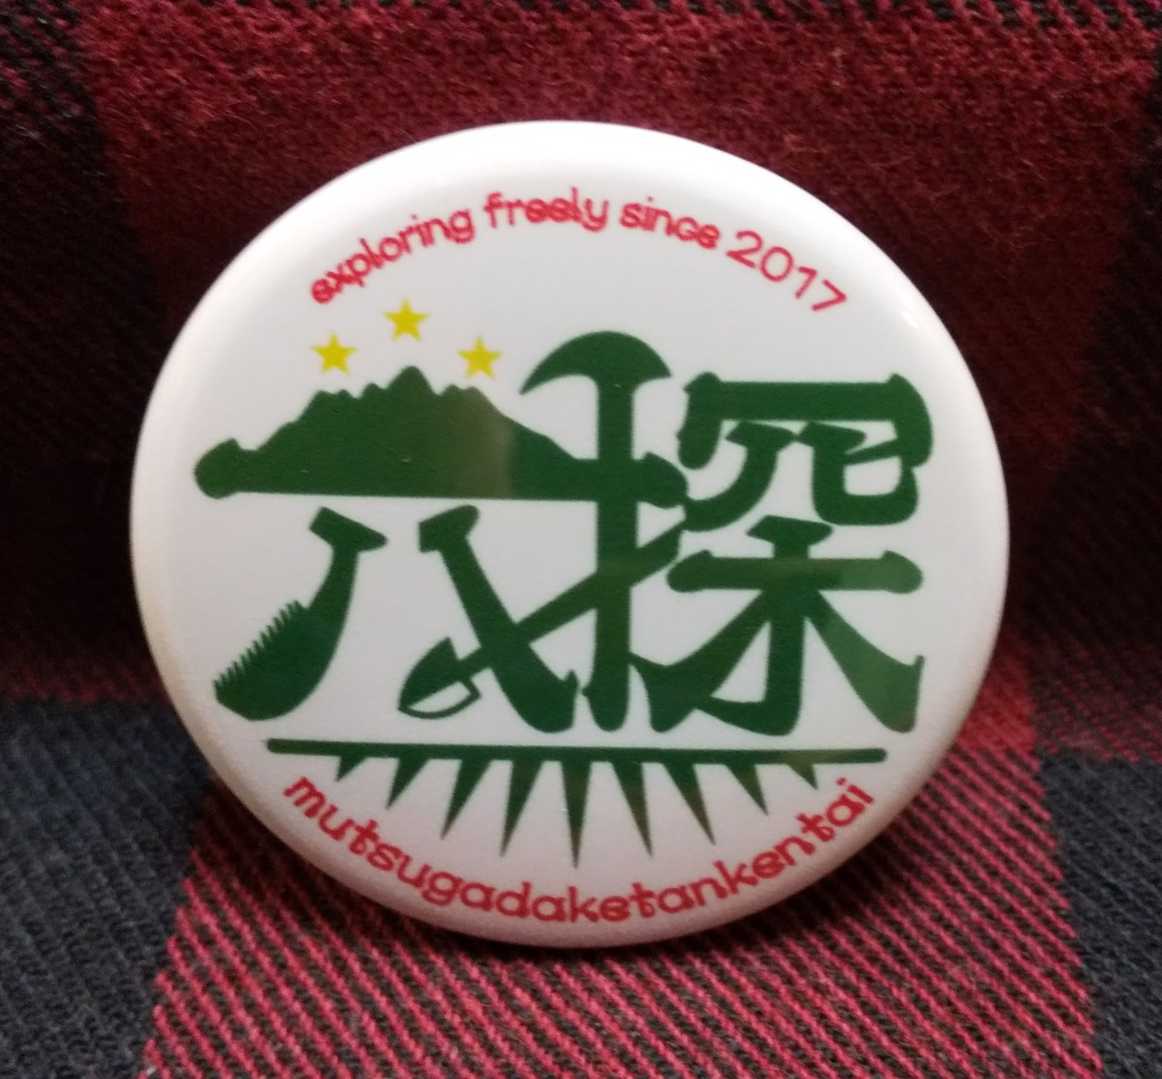 exploring freely since 2017
六探
mutsugadaketankentai